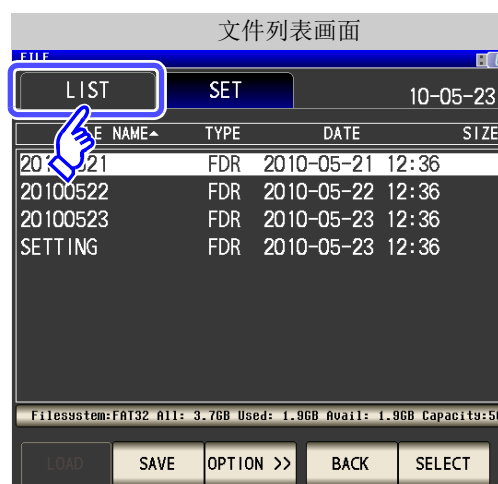 文件列表画面
FILE
LIST SET 10-05-23
NAME▲ TYPE DATE SIZE
FDR 2010-05-21 12:36
20100522 FDR 2010-05-22 12:36
20100523 FDR 2010-05-23 12:36
SETTING FDR 2010-05-23 12:36
Filesystem:FAT32 All: 3.7GB Used: 1.9GB Avail: 1.9GB Capacity:5
LOAD SAVE OPTION >> BACK SELECT